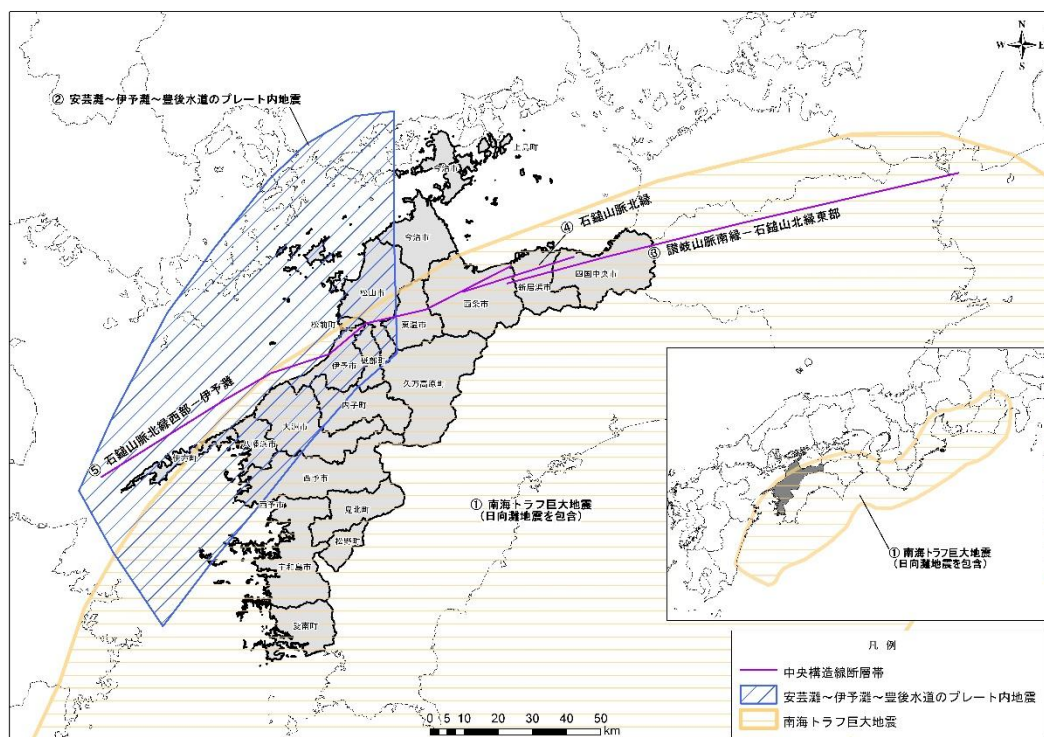 N
W E
S
② 安芸灘～伊予灘～豊後水道のプレート内地震
上島町
今治市
今治市
④ 石鎚山脈北縁
③ 讃岐山脈南縁－石鎚山北縁東部
四国中央市
新居浜市
西条市
松山市
東温市
松前町
砥部町
伊予市
久万高原町
内子町
大洲市
八幡浜市
伊方町
⑤ 石鎚山脈北縁西部－伊予灘
西予市
西予市
鬼北町
松野町
宇和島市
愛南町
① 南海トラフ巨大地震
(日向灘地震を包含)
① 南海トラフ巨大地震
(日向灘地震を包含)
凡 例
中央構造線断層帯
安芸灘～伊予灘～豊後水道のプレート内地震
南海トラフ巨大地震
0 5 10 20 30 40 50
km